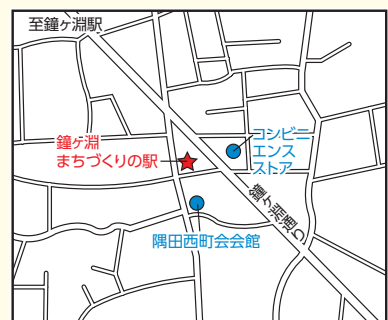 至鐘ヶ淵駅
鐘ヶ淵
まちづくりの駅
コンビニ
エンス
ストア
鐘ヶ淵通り
隅田西町会会館